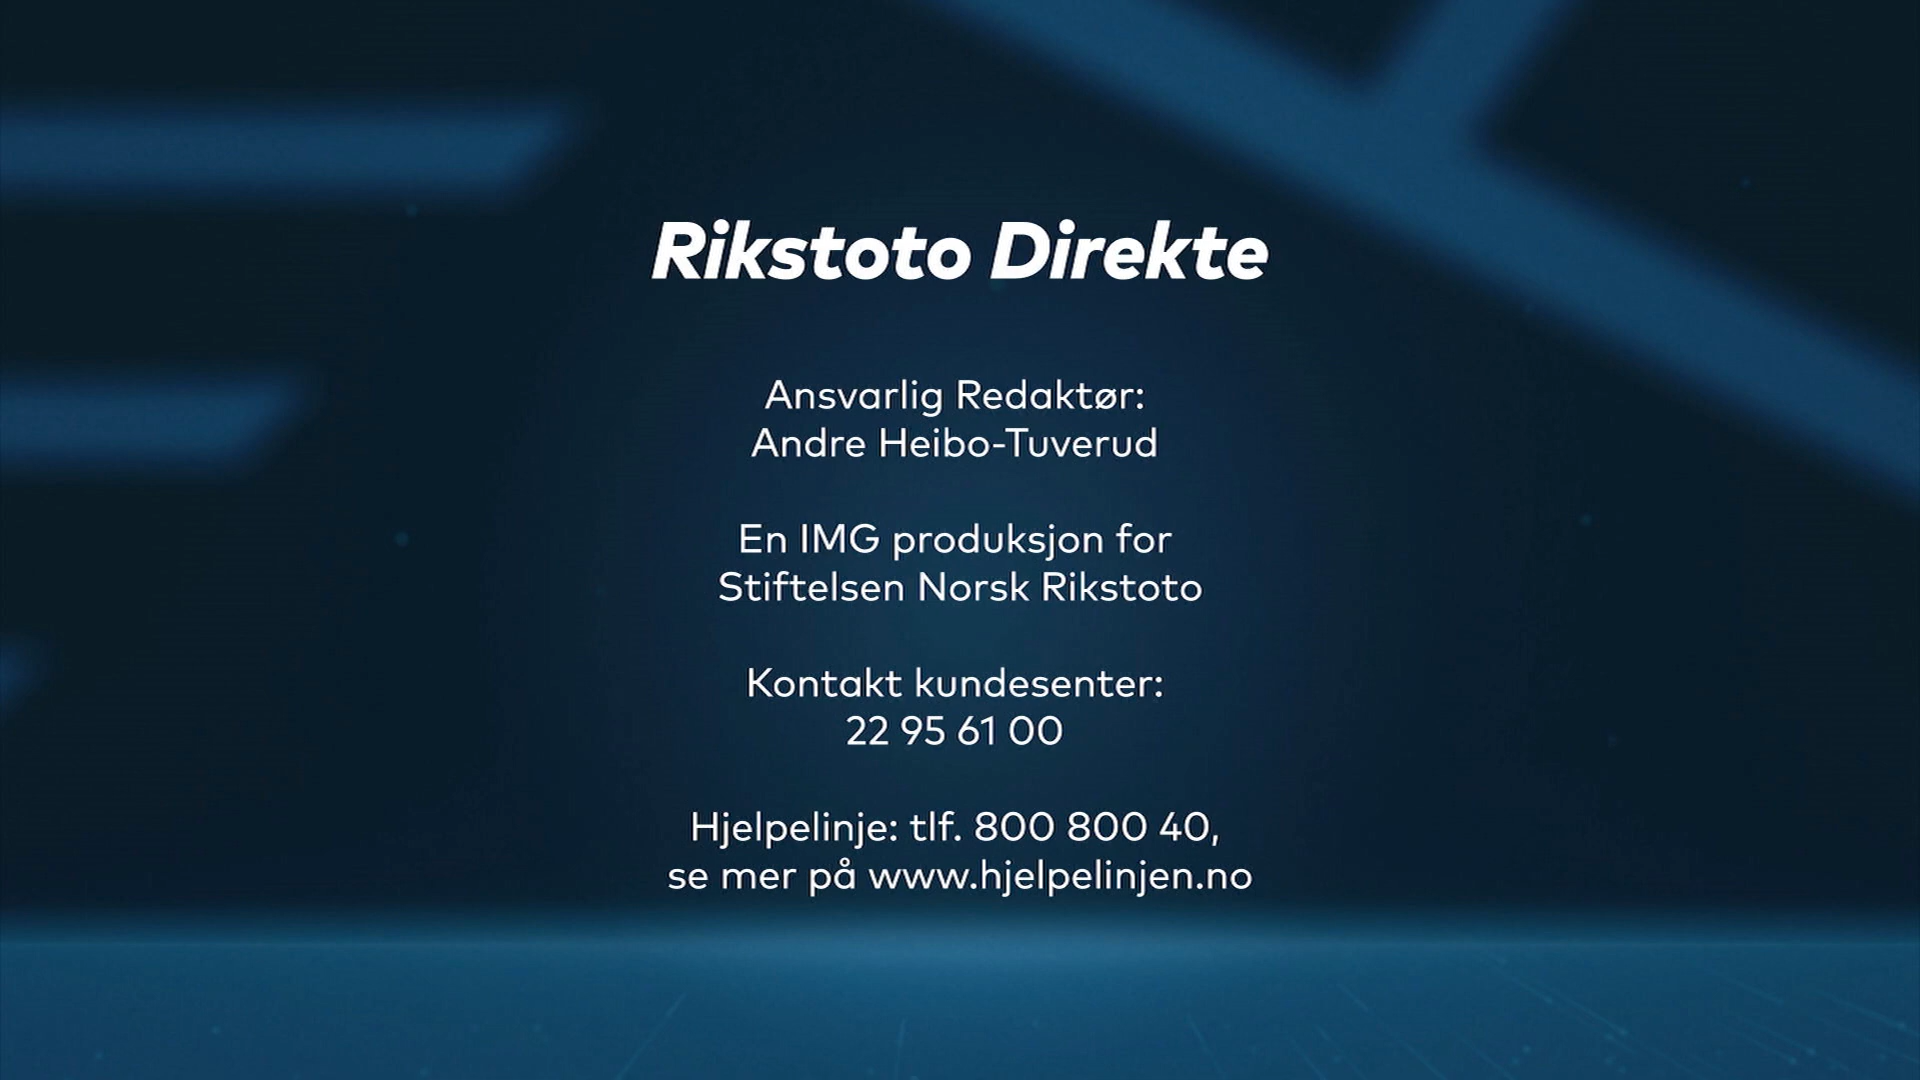 Rikstoto Direkte
Ansvarlig Redaktør:
Andre Heibo-Tuverud
En IMG produksjon for
Stiftelsen Norsk Rikstoto
Kontakt kundesenter:
22 95 61 00
Hjelpelinje: tlf. 800 800 40,
se mer på www.hjelpelinjen.no